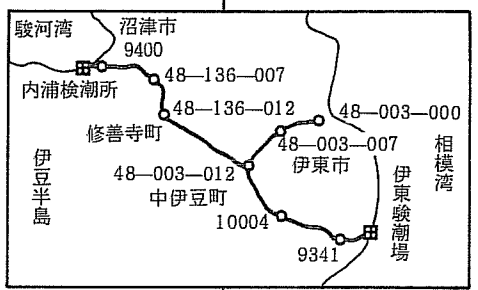 駿河湾
沼津市
9400
48—136—007
内浦検潮所
48—136—012
48—003—000
修善寺町
48—003—007
伊東市
48—003—012
中伊豆町
伊豆半島
相模湾
伊東験潮場
10004
9341